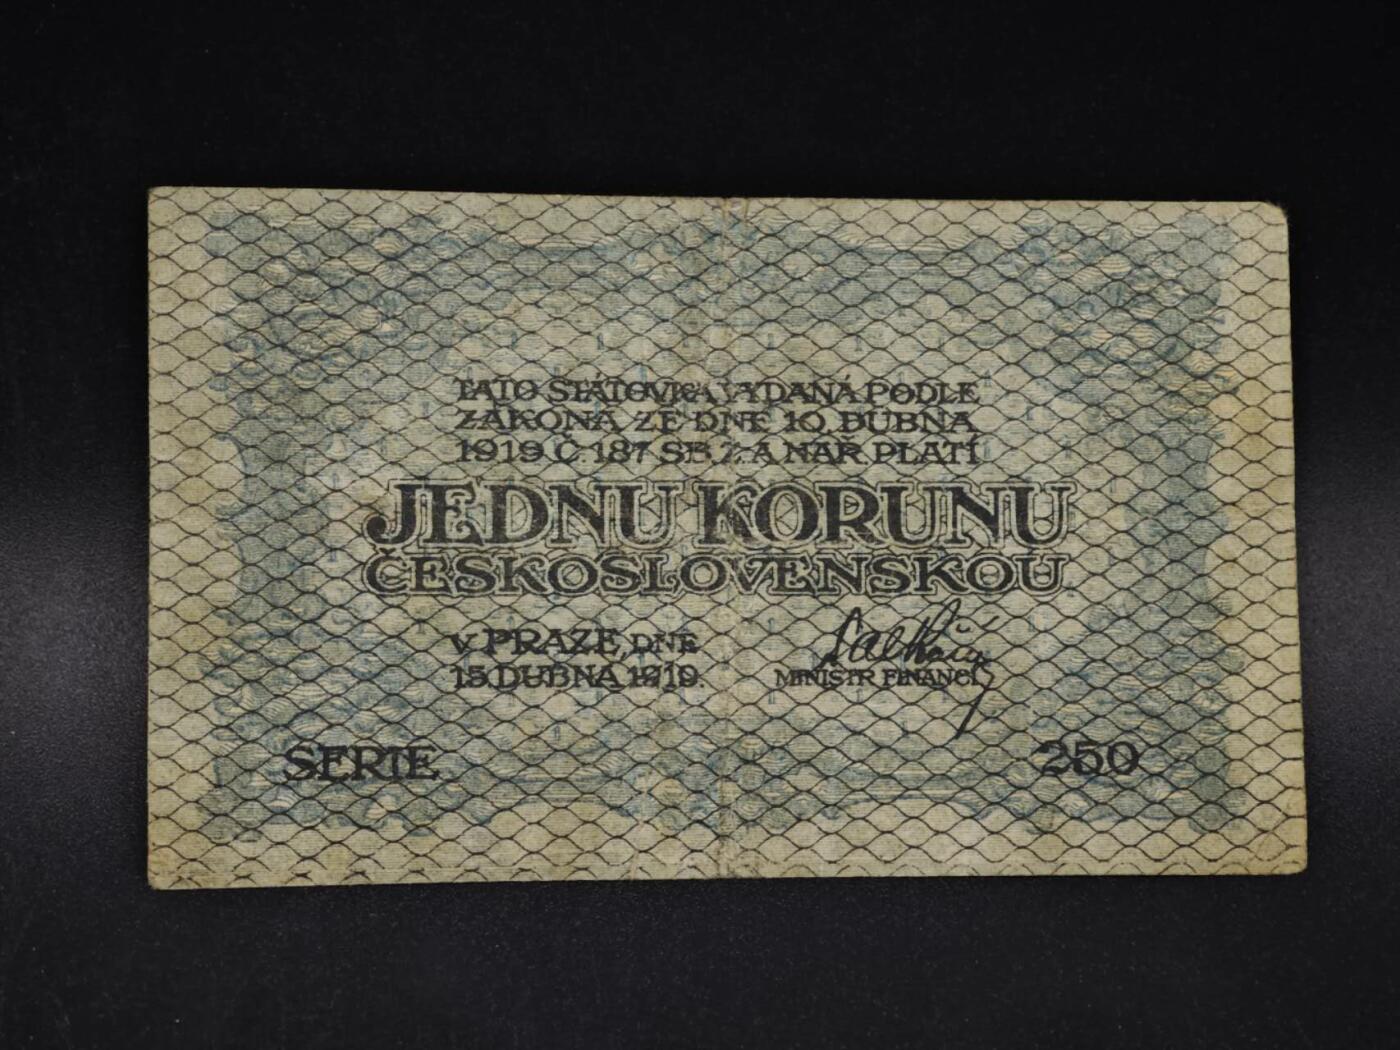 TATO STÁTOVKA VYDANÁ PODLE
ZÁKONA ZE DNE 10. DUBNA
1919 Č. 187 SB. Z. A NAŘ. PLATÍ
JEDNU KORUNU
ČESKOSLOVENSKOU
V PRAZE, DNE
15. DUBNA 1919.
MINISTR FINANCÍ
SERIE 250